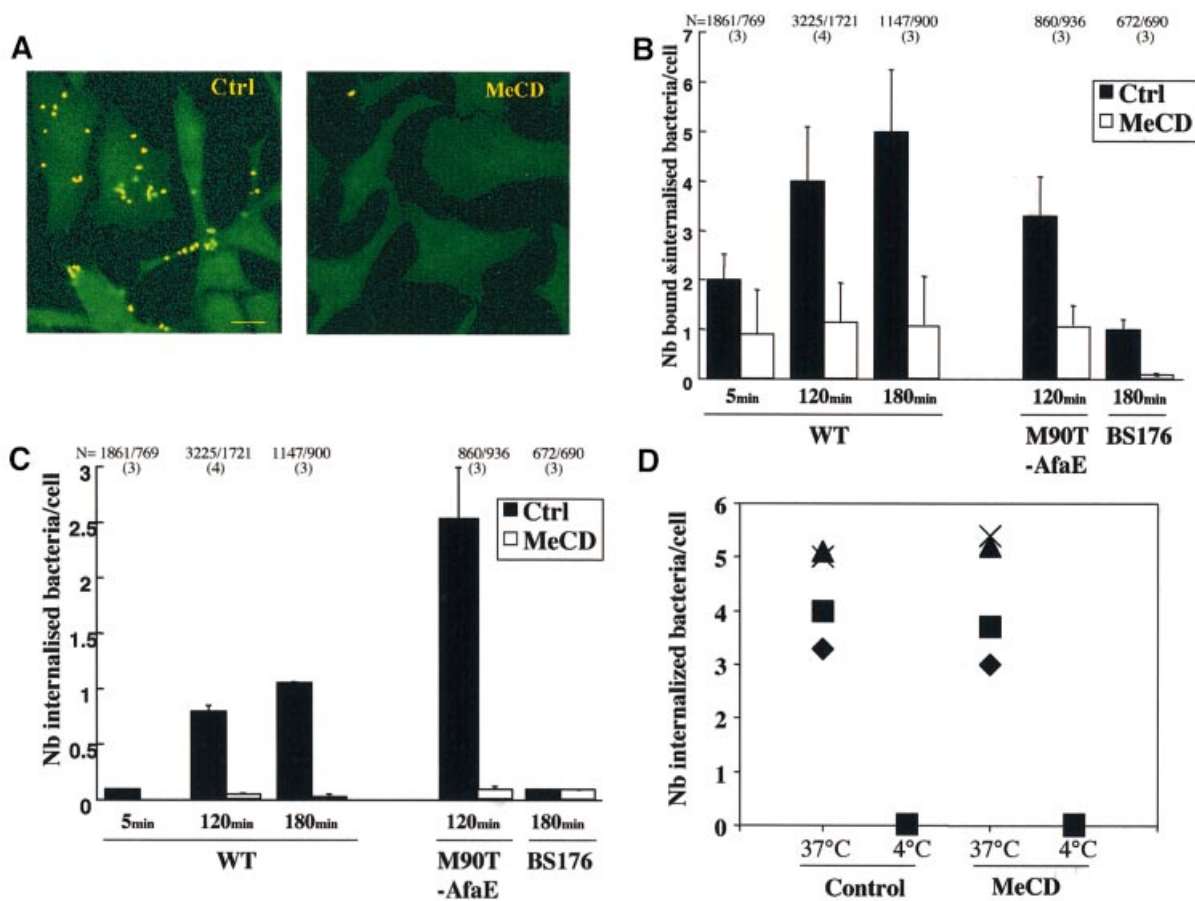 A
Ctrl
MeCD
B
N=1861/769 3225/1721 1147/900 860/936 672/690
(3) (4) (3) (3) (3)
Nb bound &internalised bacteria/cell
7
6
5
4
3
2
1
0
Ctrl
MeCD
5min 120min 180min 120min 180min
WT M90T BS176
-AfaE
C
N= 1861/769 3225/1721 1147/900 860/936 672/690
(3) (4) (3) (3) (3)
Nb internalised bacteria/cell
3
2.5
2
1.5
1
0.5
0
Ctrl
MeCD
5min 120min 180min 120min 180min
WT M90T BS176
-AfaE
D
Nb internalized bacteria/cell
6
5
4
3
2
1
0
37°C 4°C 37°C 4°C
Control MeCD